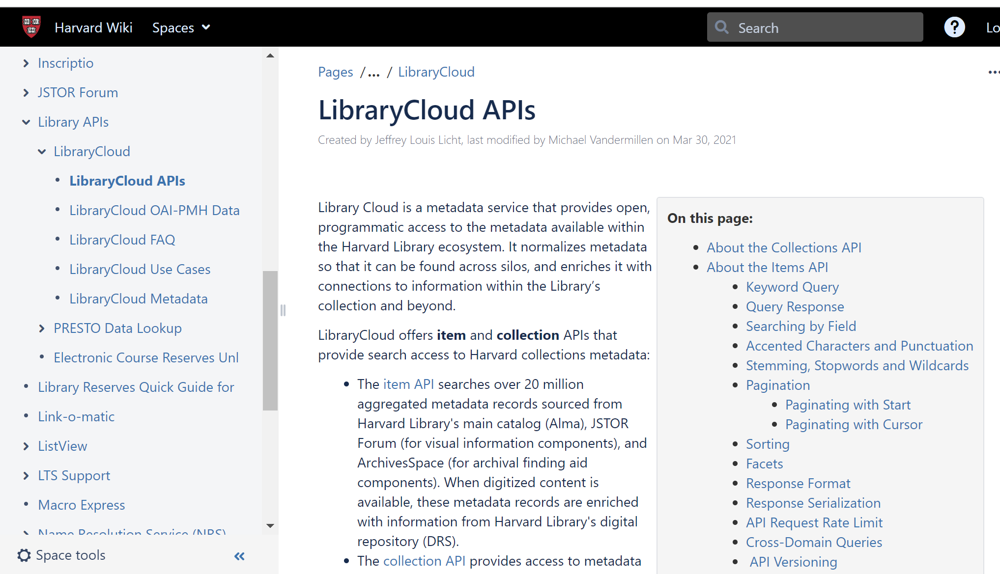 Harvard Wiki
Spaces
Search
Lo
Inscriptio
JSTOR Forum
Library APIs
LibraryCloud
LibraryCloud APIs
LibraryCloud OAI-PMH Data
LibraryCloud FAQ
LibraryCloud Use Cases
LibraryCloud Metadata
PRESTO Data Lookup
Electronic Course Reserves Unl
Library Reserves Quick Guide for
Link-o-matic
ListView
LTS Support
Macro Express
Name Resolution Service (NRS)
Space tools
Pages / ... / LibraryCloud
LibraryCloud APIs
Created by Jeffrey Louis Licht, last modified by Michael Vandermillen on Mar 30, 2021
Library Cloud is a metadata service that provides open,
programmatic access to the metadata available within
the Harvard Library ecosystem. It normalizes metadata
so that it can be found across silos, and enriches it with
connections to information within the Library’s
collection and beyond.
LibraryCloud offers item and collection APIs that
provide search access to Harvard collections metadata:
The item API searches over 20 million
aggregated metadata records sourced from
Harvard Library's main catalog (Alma), JSTOR
Forum (for visual information components), and
ArchivesSpace (for archival finding aid
components). When digitized content is
available, these metadata records are enriched
with information from Harvard Library's digital
repository (DRS).
The collection API provides access to metadata
On this page:
About the Collections API
About the Items API
Keyword Query
Query Response
Searching by Field
Accented Characters and Punctuation
Stemming, Stopwords and Wildcards
Pagination
Paginating with Start
Paginating with Cursor
Sorting
Facets
Response Format
Response Serialization
API Request Rate Limit
Cross-Domain Queries
API Versioning